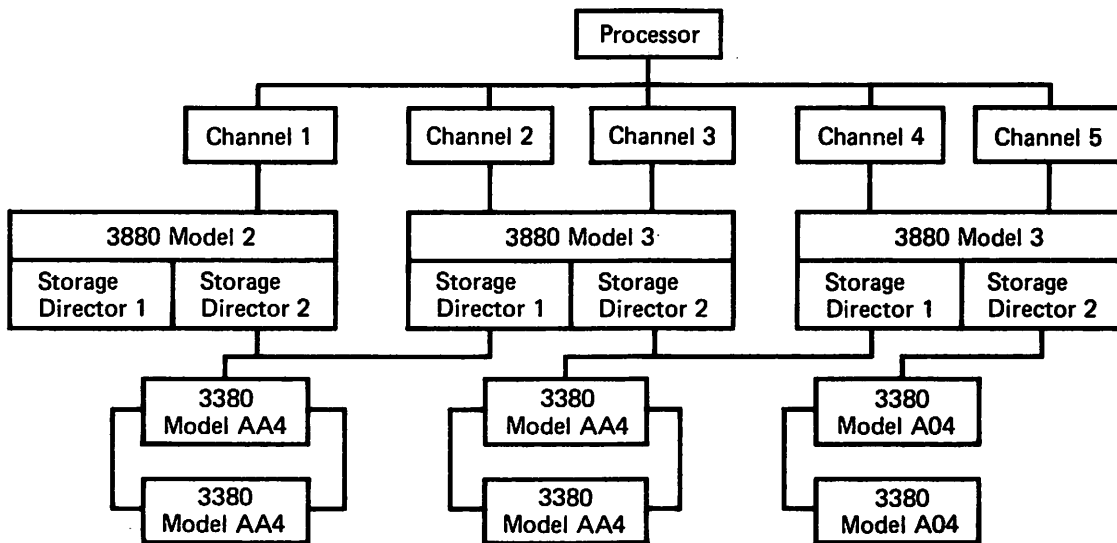 Processor
Channel 1
Channel 2
Channel 3
Channel 4
Channel 5
3880 Model 2
3880 Model 3
3880 Model 3
Storage
Director 1
Storage
Director 2
Storage
Director 1
Storage
Director 2
Storage
Director 1
Storage
Director 2
3380
Model AA4
3380
Model AA4
3380
Model A04
3380
Model AA4
3380
Model AA4
3380
Model A04